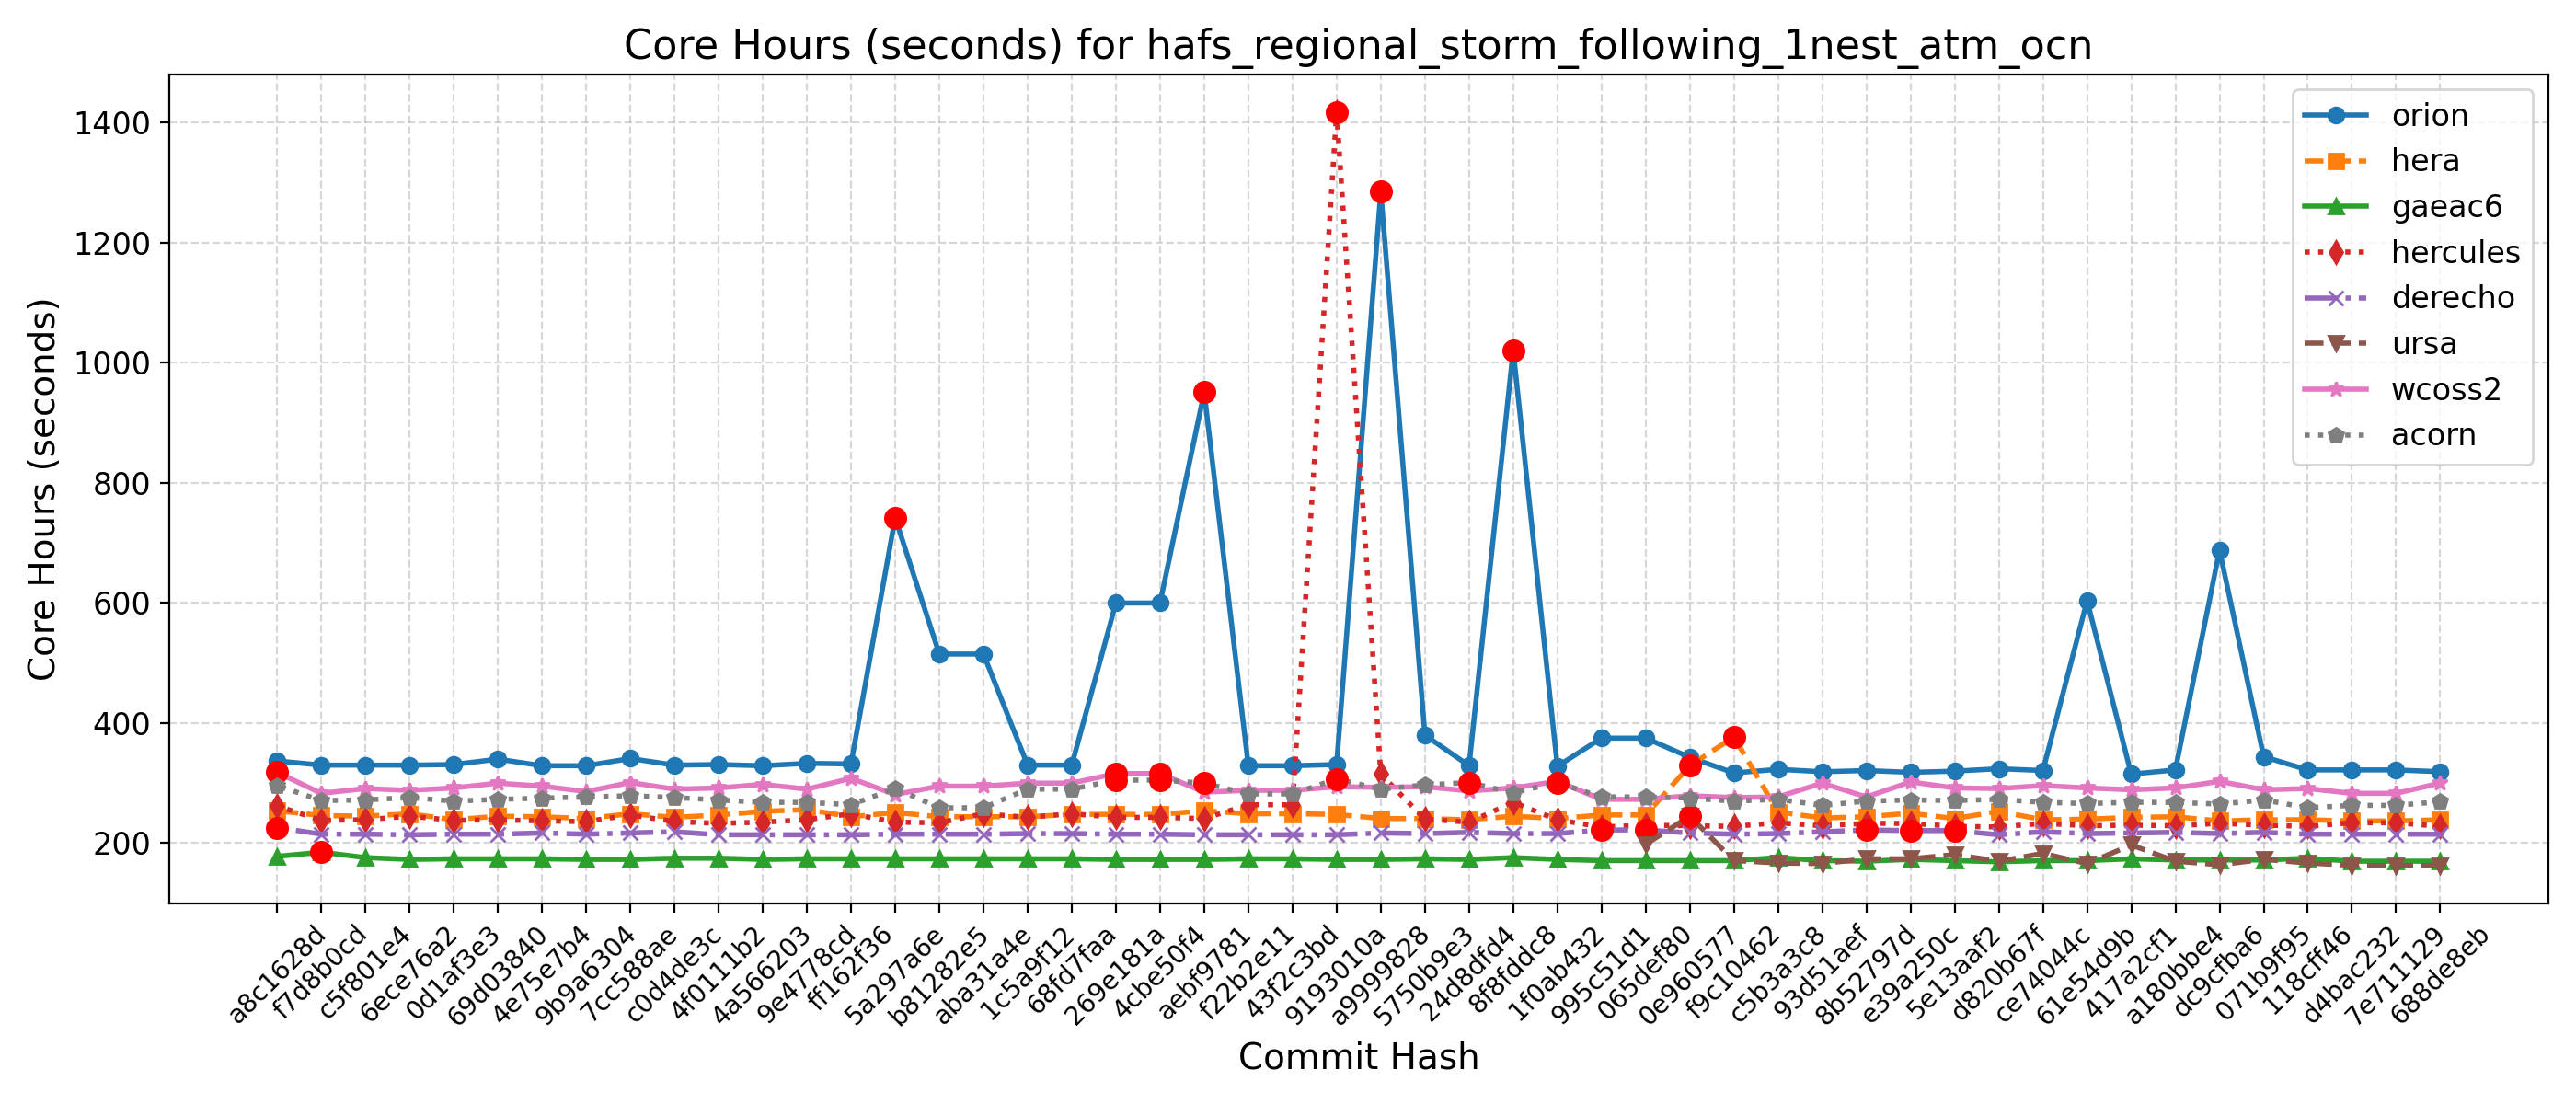 Core Hours (seconds) for hafs_regional_storm_following_1nest_atm_ocn
Core Hours (seconds)
1400
1200
1000
800
600
400
200
orion
hera
gaeac6
hercules
derecho
ursa
wcoss2
acorn
a8c1628d
f7d8b0cd
c5f801e4
6ece76a2
0d1af3e3
69d03840
4e75e7b4
9b9a6304
7cc588ae
c0d4de3c
4f0111b2
4a566203
9e4778cd
ff162f36
5a297a6e
b81282e5
aba31a4e
1c5a9f12
68fd7faa
269e181a
4cbe50f4
aebf9781
f22b2e11
43f2c3bd
9193010a
a9999828
5750b9e3
24d8dfd4
8f8fddc8
1f0ab432
995c51d1
065def80
0e960577
f9c10462
c5b3a3c8
93d51aef
8b52797d
e39a250c
5e13aaf2
d820b67f
ce74044c
61e54d9b
417a2cf1
a180bbe4
dc9cfba6
071b9f95
118cff46
d4bac232
7e711129
688de8eb
Commit Hash